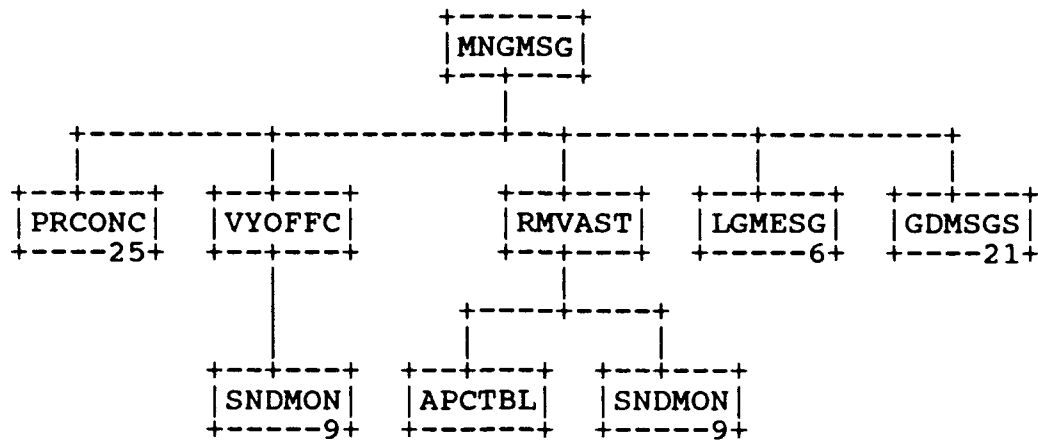 MNGMSG
PRCONC VYOFFC RMVAST LGMESG GDMSGS
25 6 21
SNDMON APCTBL SNDMON
9 9